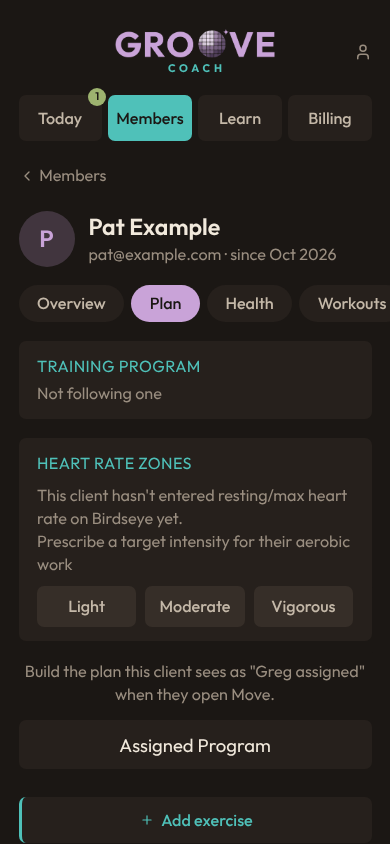 GROOVE
COACH
Today
1
Members
Learn
Billing
Members
P
Pat Example
pat@example.com · since Oct 2026
Overview
Plan
Health
Workouts
TRAINING PROGRAM
Not following one
HEART RATE ZONES
This client hasn't entered resting/max heart
rate on Birdseye yet.
Prescribe a target intensity for their aerobic
work
Light
Moderate
Vigorous
Build the plan this client sees as "Greg assigned"
when they open Move.
Assigned Program
+ Add exercise